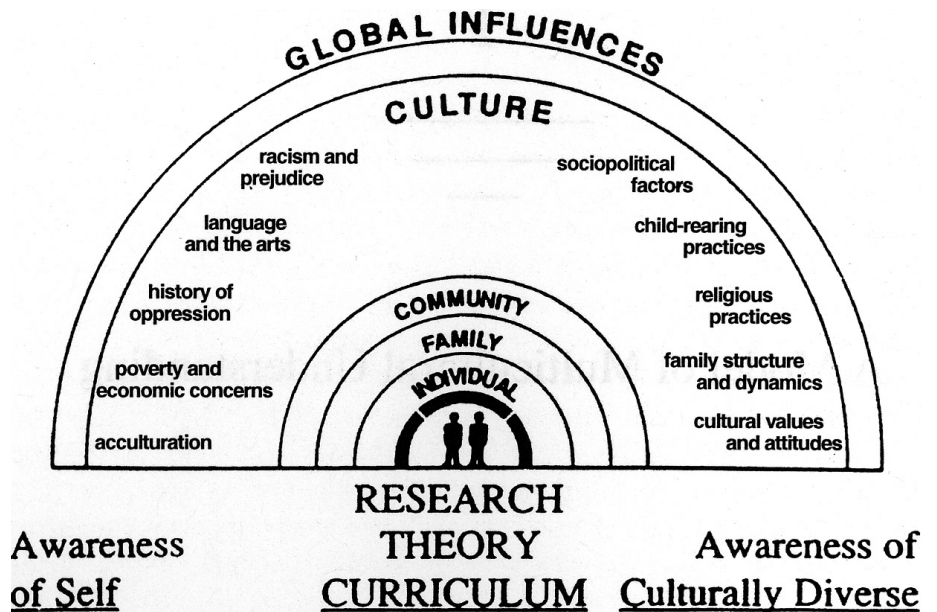 GLOBAL INFLUENCES
CULTURE
racism and
prejudice
language
and the arts
history of
oppression
poverty and
economic concerns
acculturation
sociopolitical
factors
child-rearing
practices
religious
practices
family structure
and dynamics
cultural values
and attitudes
COMMUNITY
FAMILY
INDIVIDUAL
Awareness
of Self
RESEARCH
THEORY
CURRICULUM
Awareness of
Culturally Diverse